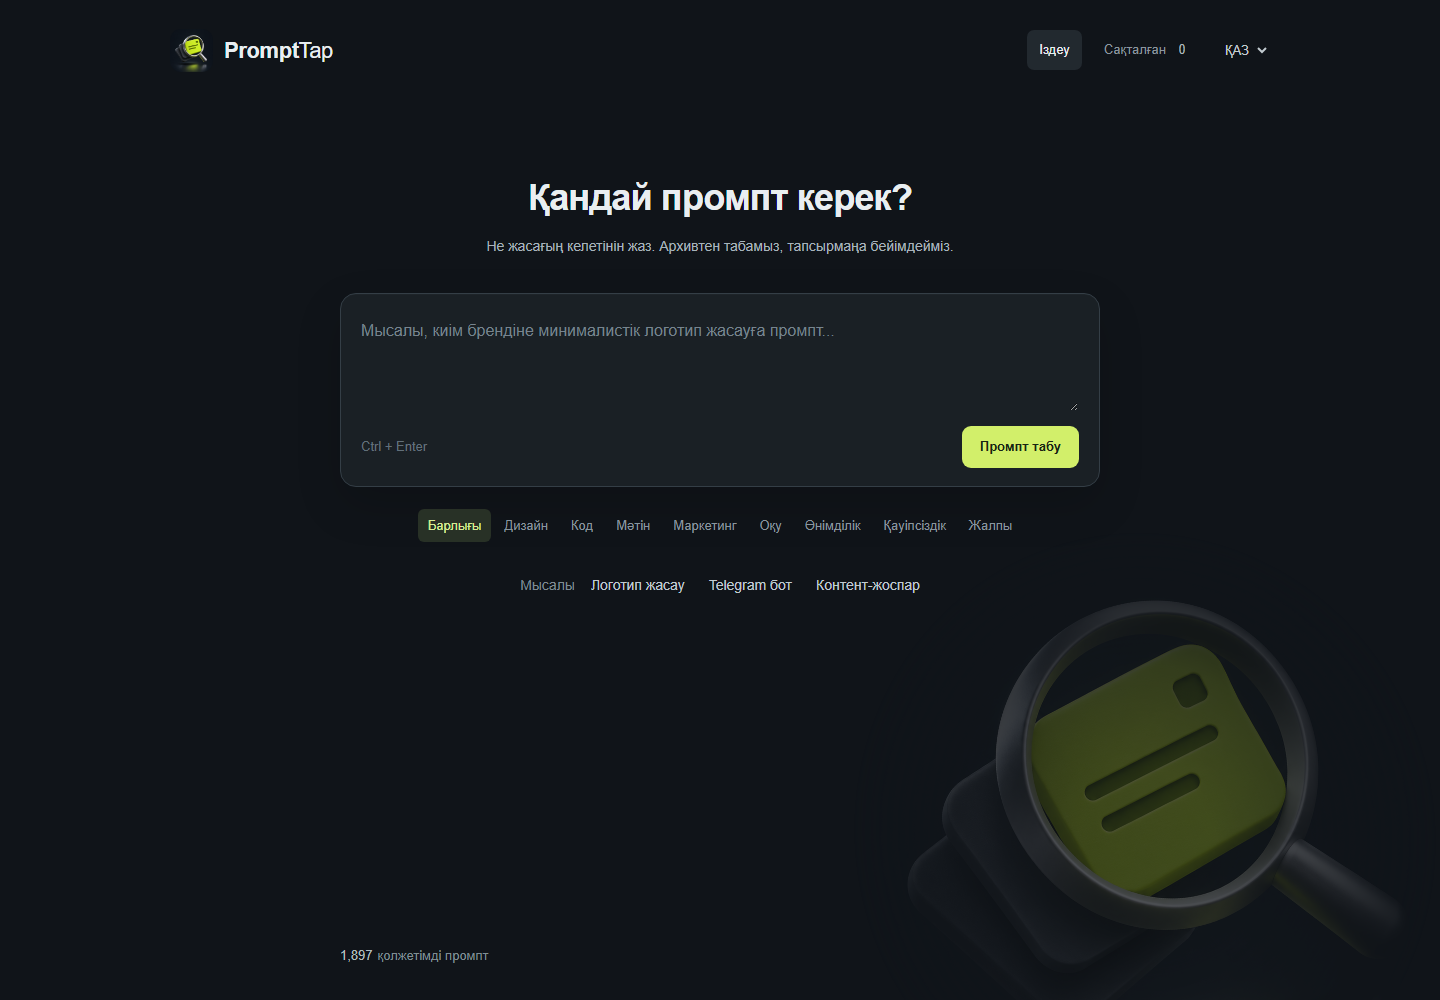 PromptTap
Іздеу
Сақталған 0
ҚАЗ
Қандай промпт керек?
Не жасағың келетінін жаз. Архивтен табамыз, тапсырмаңа бейімдейміз.
Мысалы, киім брендіне минималистік логотип жасауға промпт...
Ctrl + Enter
Промпт табу
Барлығы Дизайн Код Мәтін Маркетинг Оқу Өнімділік Қауіпсіздік Жалпы
Мысалы Логотип жасау Telegram бот Контент-жоспар
1,897 қолжетімді промпт